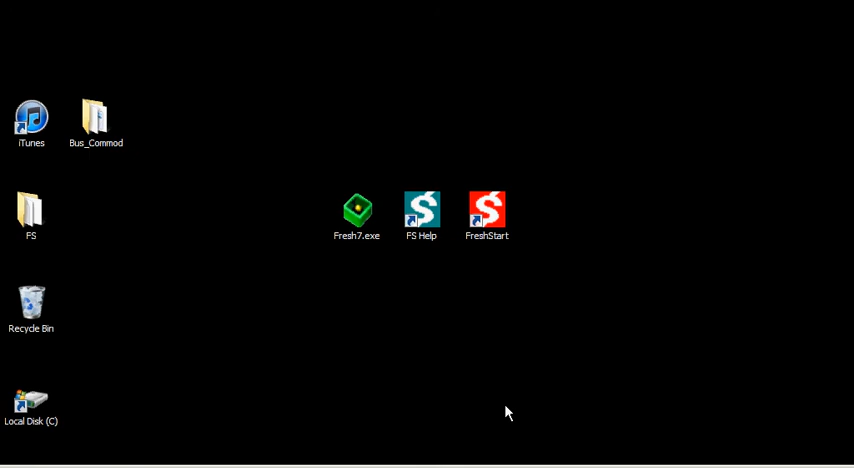 iTunes
Bus_Commod
FS
Fresh7.exe
FS Help
FreshStart
Recycle Bin
Local Disk (C)